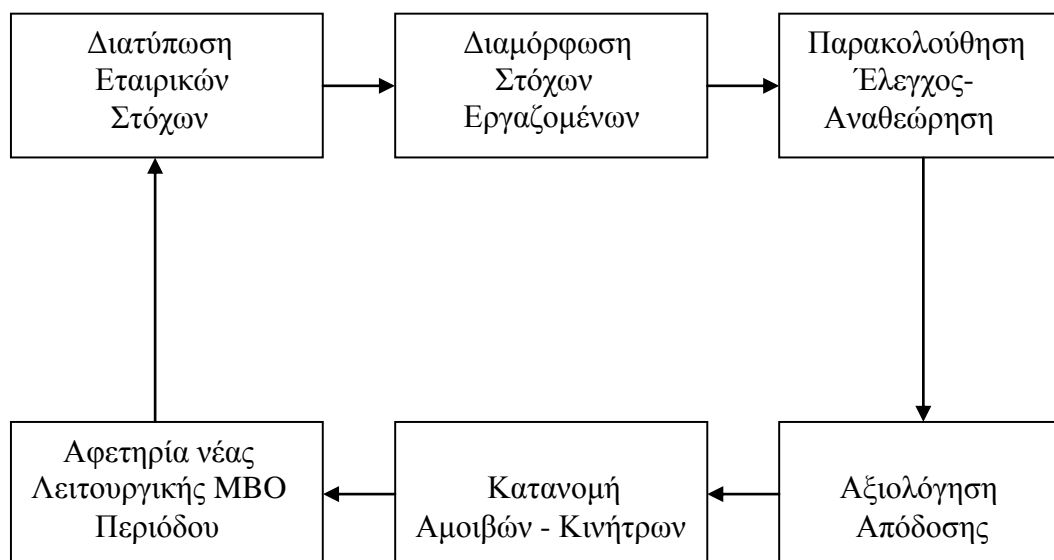 Διατύπωση
Εταιρικών
Στόχων
Διαμόρφωση
Στόχων
Εργαζομένων
Παρακολούθηση
Έλεγχος-
Αναθεώρηση
Αφετηρία νέας
Λειτουργικής MBO
Περιόδου
Κατανομή
Αμοιβών - Κινήτρων
Αξιολόγηση
Απόδοσης